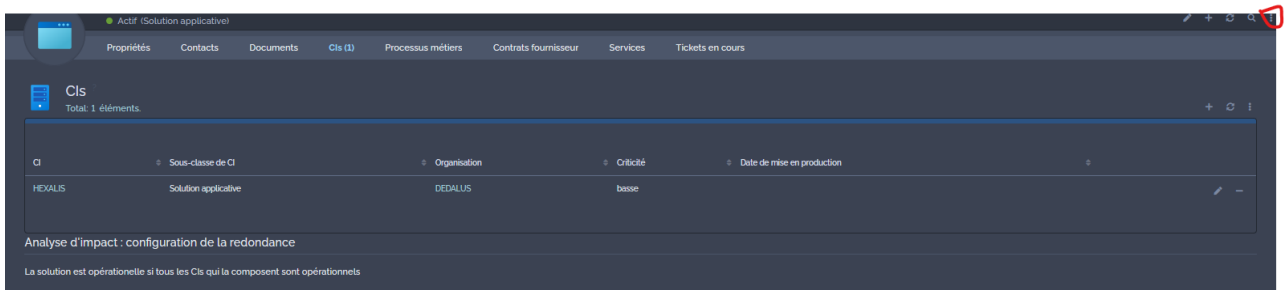 Actif (Solution applicative)
Propriétés Contacts Documents CIs (1) Processus métiers Contrats fournisseur Services Tickets en cours
CIs
Total: 1 éléments.
CI Sous-classe de CI Organisation Criticité Date de mise en production
HEXALIS Solution applicative DEDALUS basse
Analyse d'impact : configuration de la redondance
La solution est opérationelle si tous les CIs qui la composent sont opérationnels